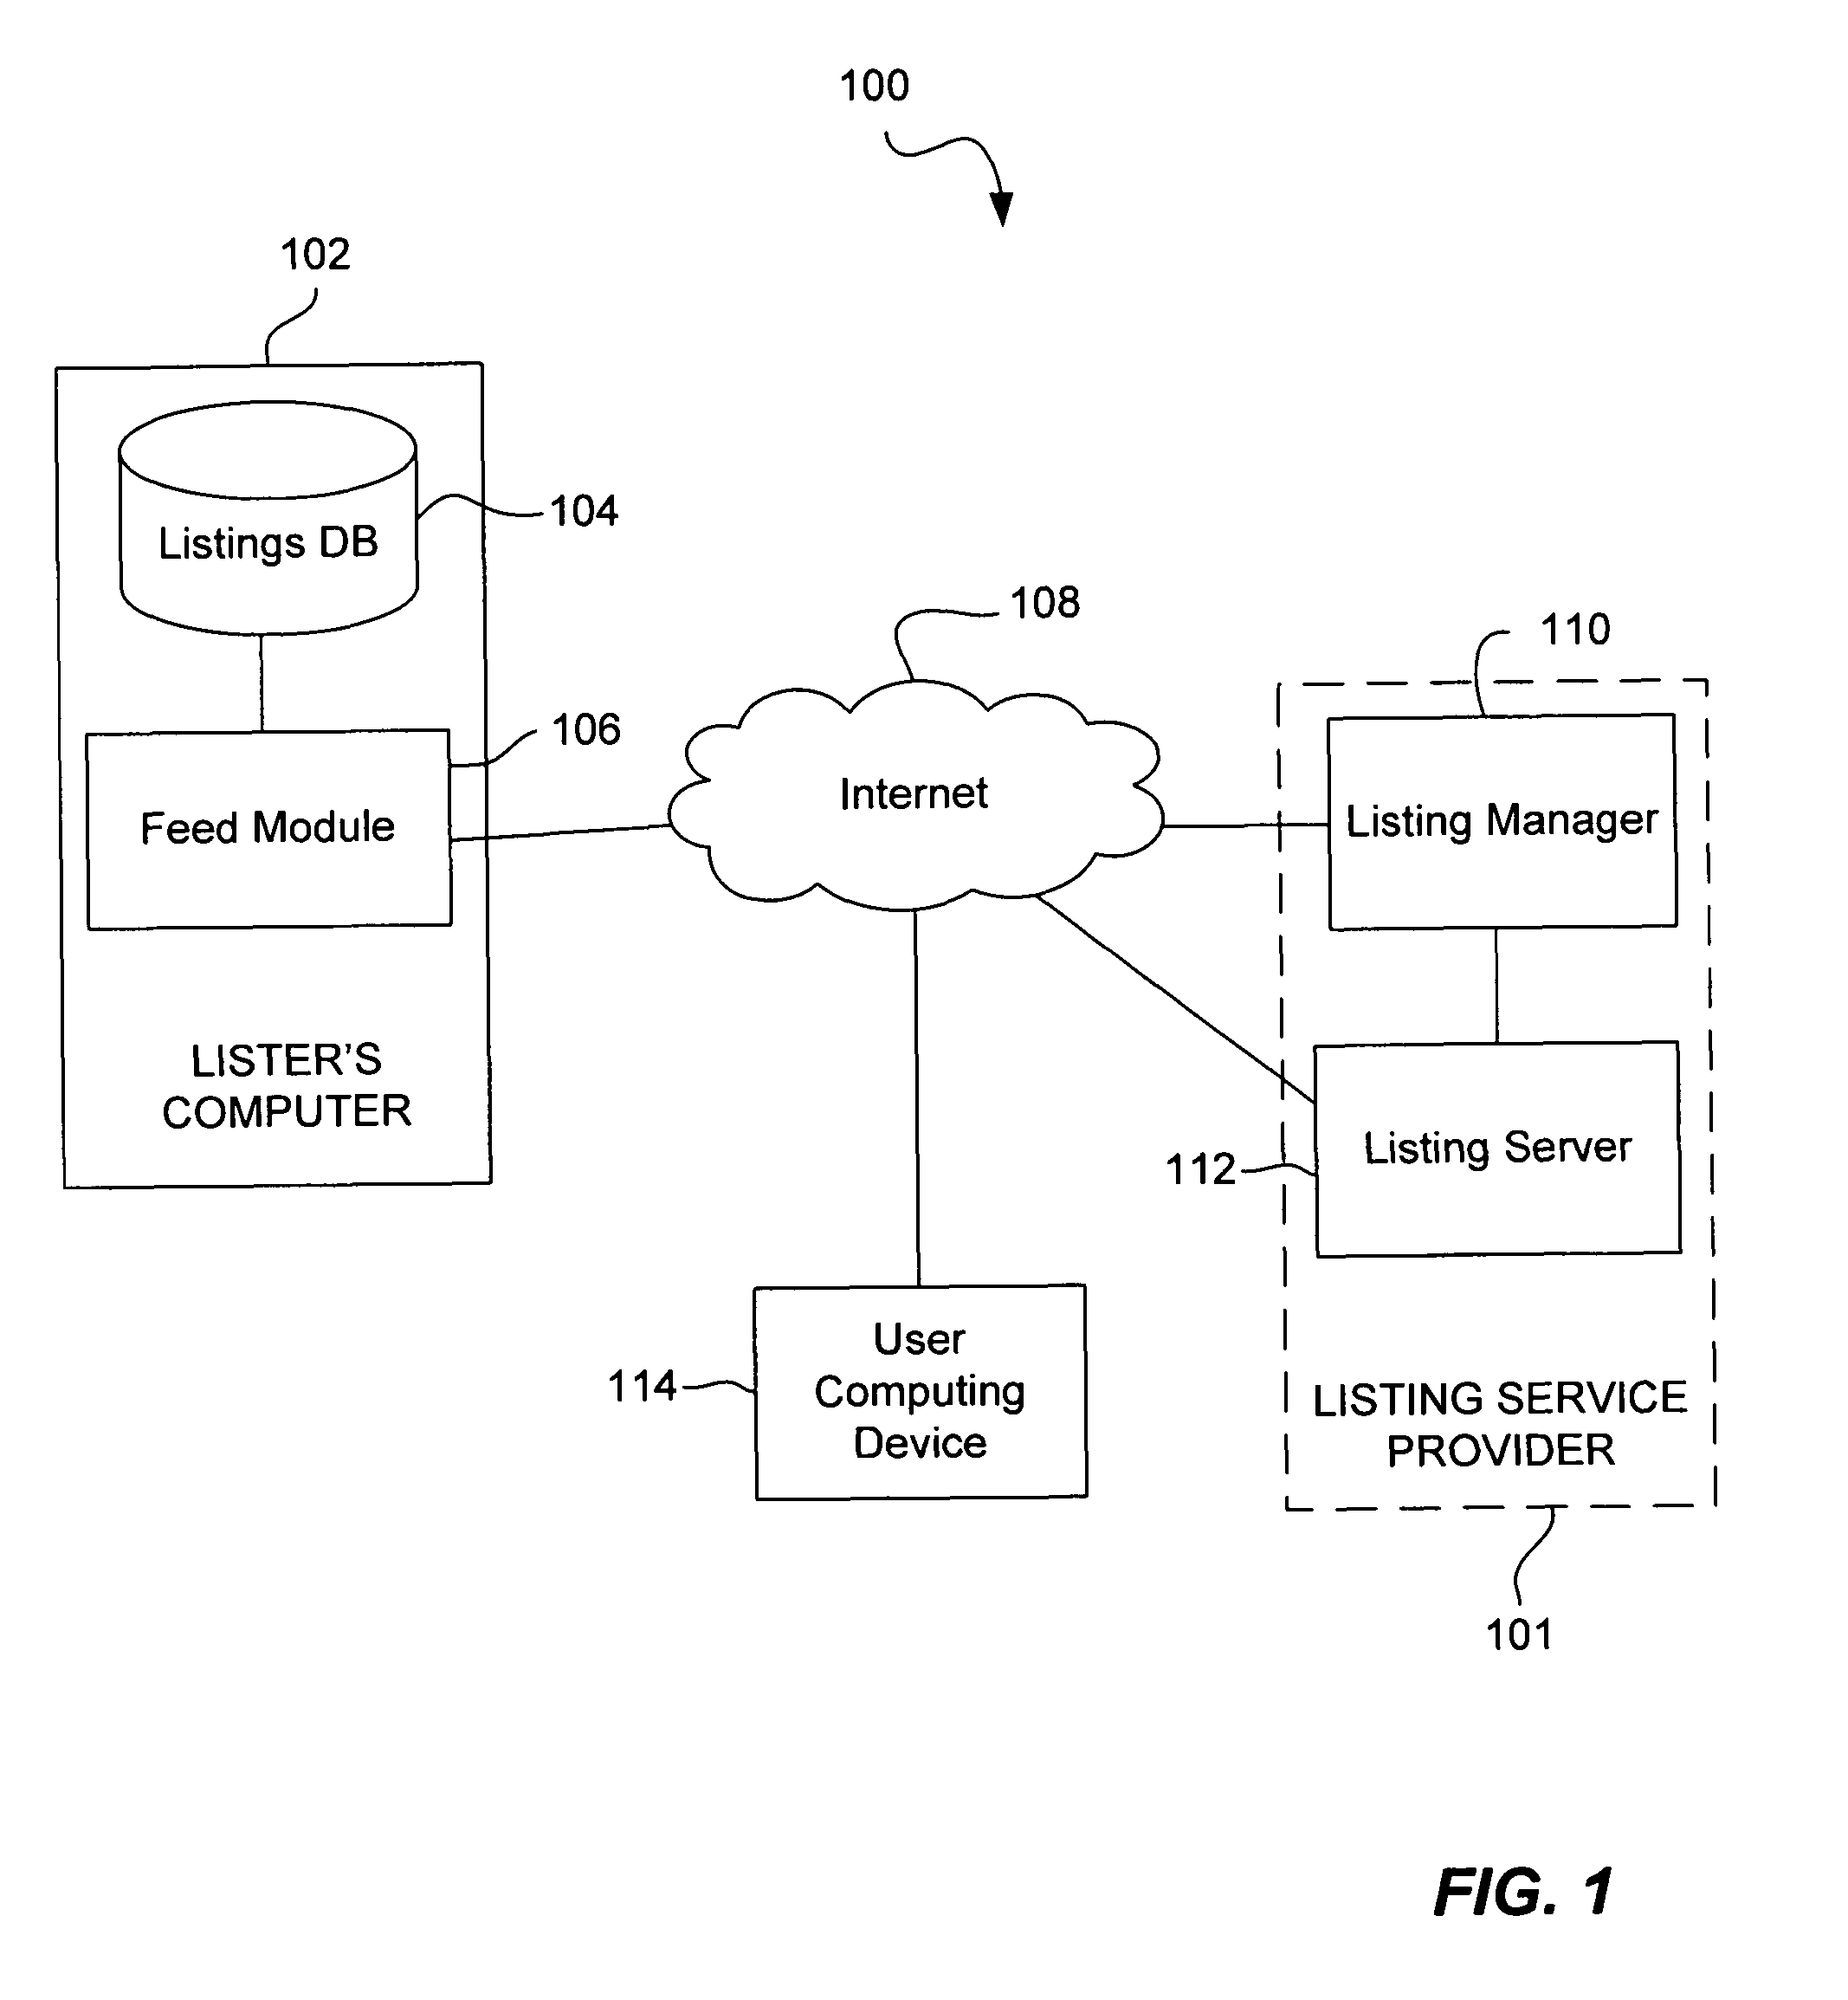 100
102
Listings DB
104
108
110
106
Feed Module
Internet
Listing Manager
LISTER'S
COMPUTER
Listing Server
112
User
Computing
Device
114
LISTING SERVICE
PROVIDER
101
FIG. 1